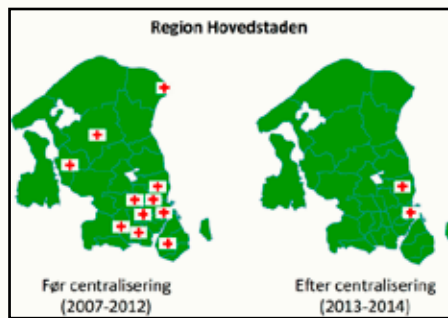 Region Hovedstaden
Før centralisering
(2007-2012)
Efter centralisering
(2013-2014)